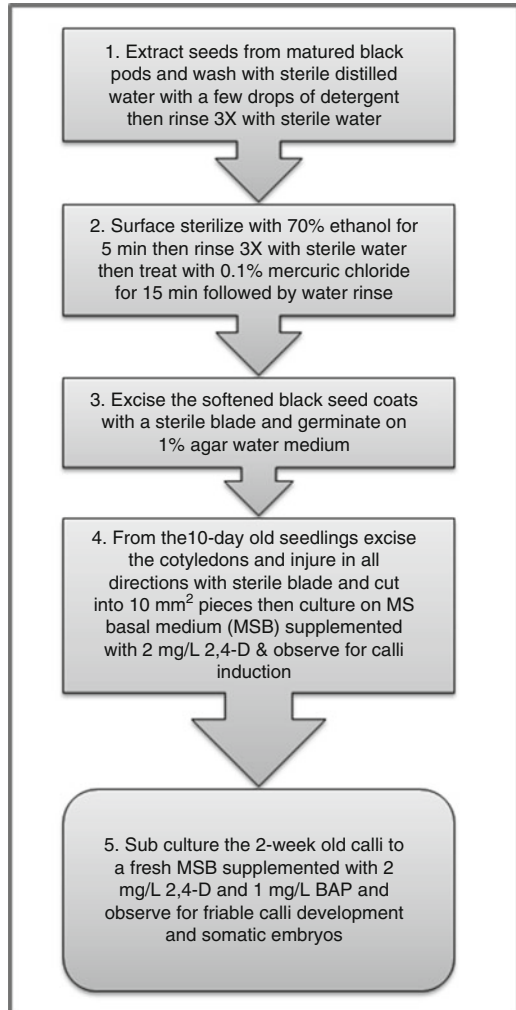 1. Extract seeds from matured black
pods and wash with sterile distilled
water with a few drops of detergent
then rinse 3X with sterile water
2. Surface sterilize with 70% ethanol for
5 min then rinse 3X with sterile water
then treat with 0.1% mercuric chloride
for 15 min followed by water rinse
3. Excise the softened black seed coats
with a sterile blade and germinate on
1% agar water medium
4. From the10-day old seedlings excise
the cotyledons and injure in all
directions with sterile blade and cut
into 10 mm² pieces then culture on MS
basal medium (MSB) supplemented
with 2 mg/L 2,4-D & observe for calli
induction
5. Sub culture the 2-week old calli to
a fresh MSB supplemented with 2
mg/L 2,4-D and 1 mg/L BAP and
observe for friable calli development
and somatic embryos